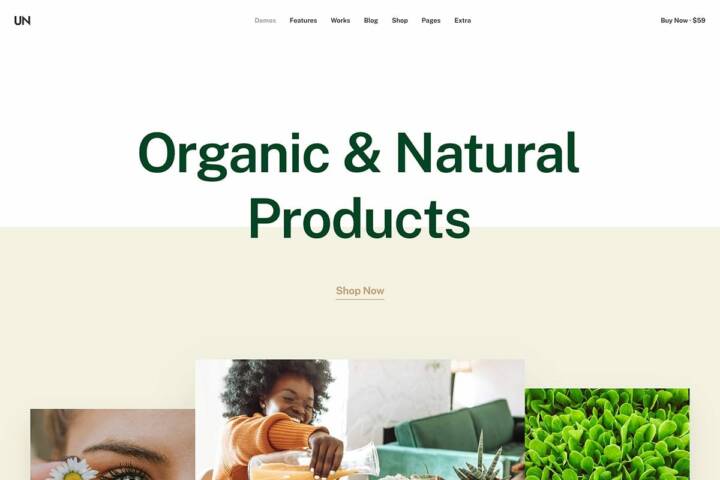 UN
Demos Features Works Blog Shop Pages Extra
Buy Now · $59
Organic & Natural
Products
Shop Now